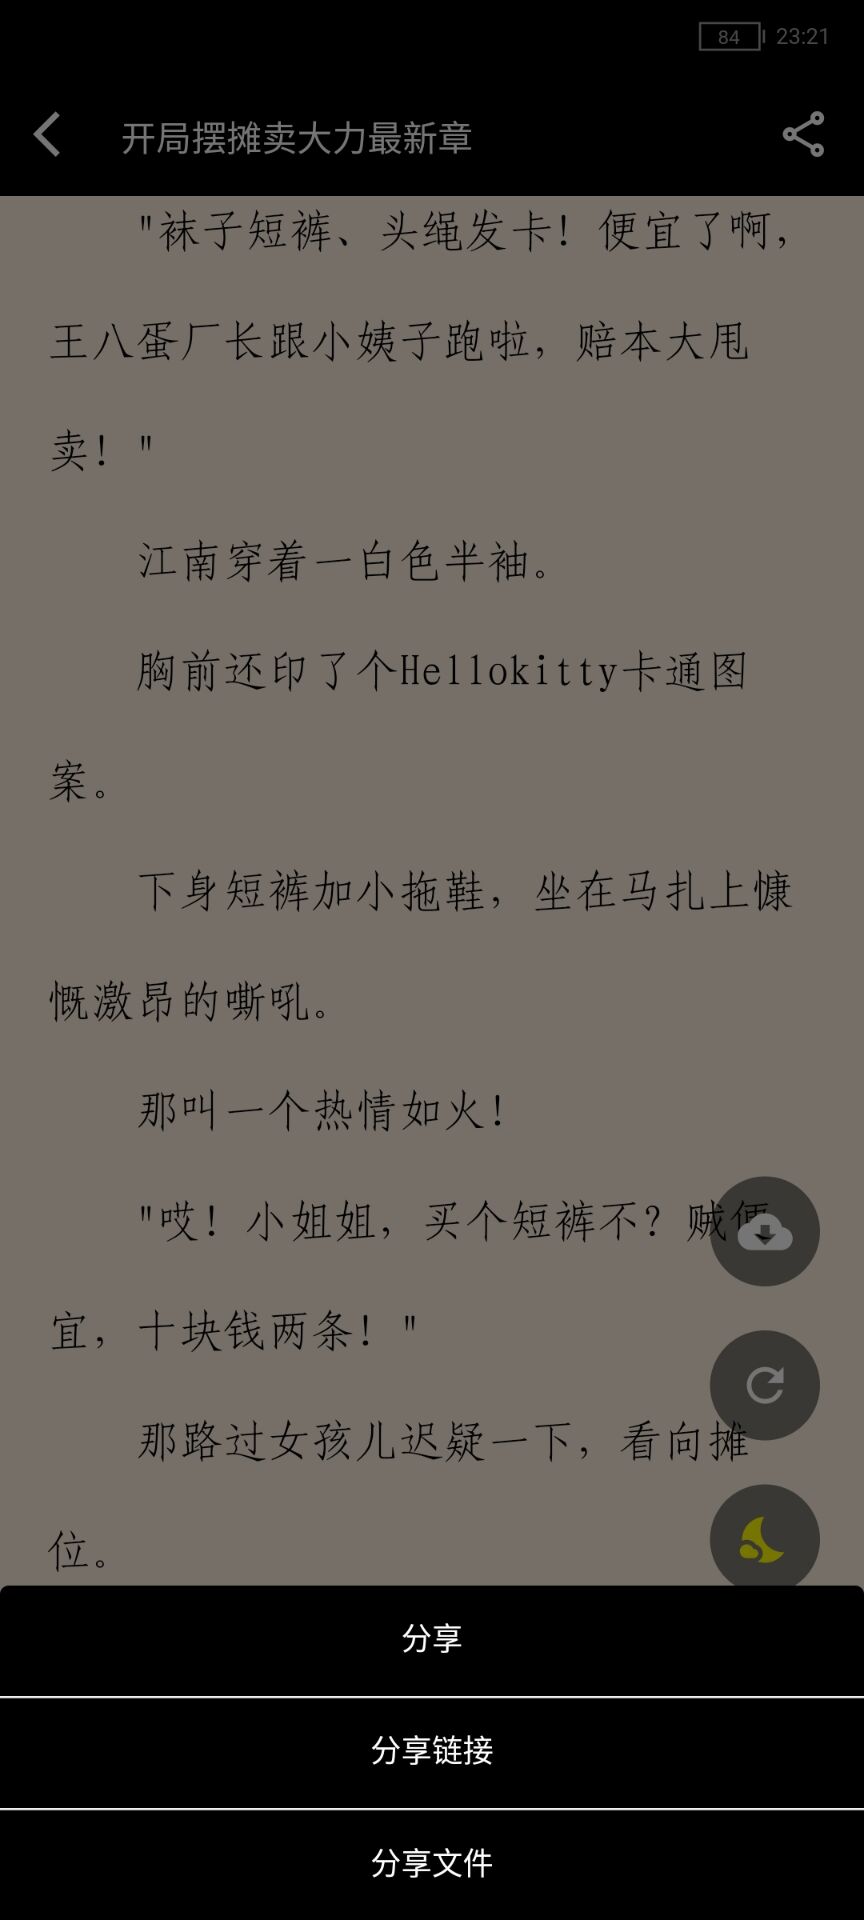 84 23:21
开局摆摊卖大力最新章
"袜子短裤、头绳发卡！便宜了啊，
王八蛋厂长跟小姨子跑啦，赔本大甩
卖！"
江南穿着一白色半袖。
胸前还印了个Hellokitty卡通图
案。
下身短裤加小拖鞋，坐在马扎上慷
慨激昂的嘶吼。
那叫一个热情如火！
"哎！小姐姐，买个短裤不？贼便
宜，十块钱两条！"
那路过女孩儿迟疑一下，看向摊
位。
分享
分享链接
分享文件